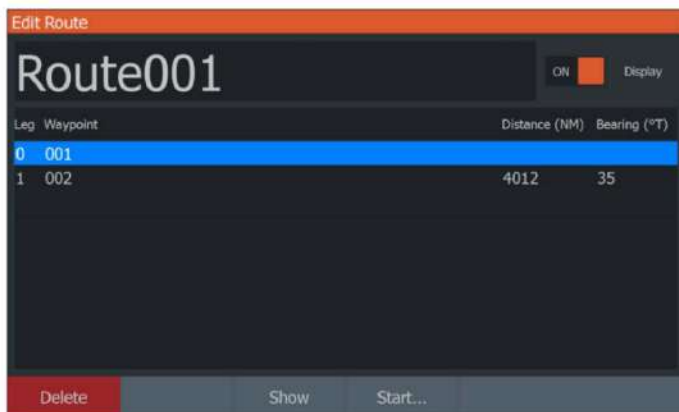 Edit Route
Route001 ON Display
Leg Waypoint Distance (NM) Bearing (°T)
0 001
1 002 4012 35
Delete Show Start...